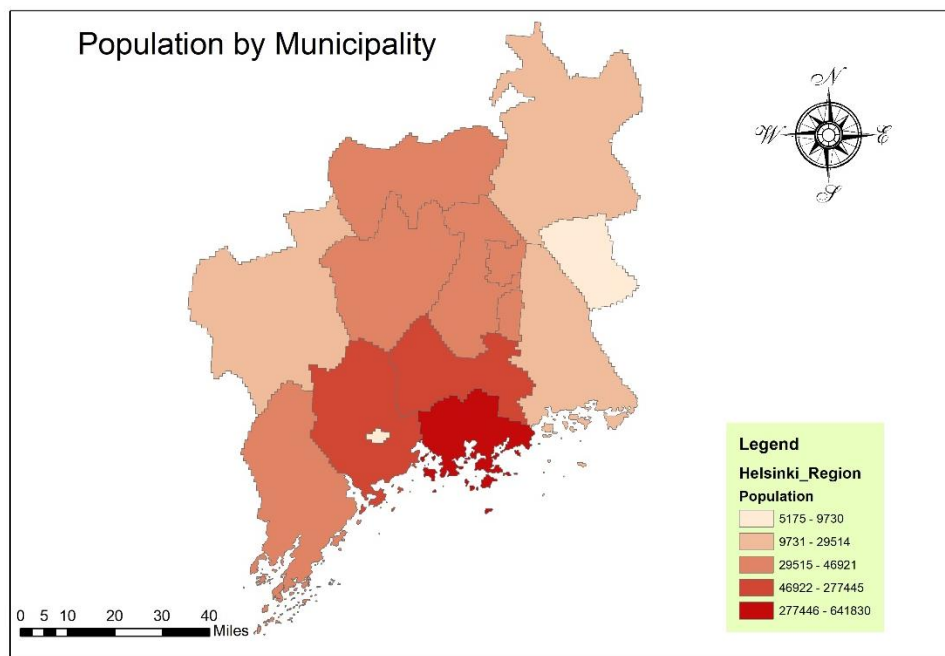 Population by Municipality
N
W E
S
Legend
Helsinki_Region
Population
5175 - 9730
9731 - 29514
29515 - 46921
46922 - 277445
277446 - 641830
0 5 10 20 30 40
Miles